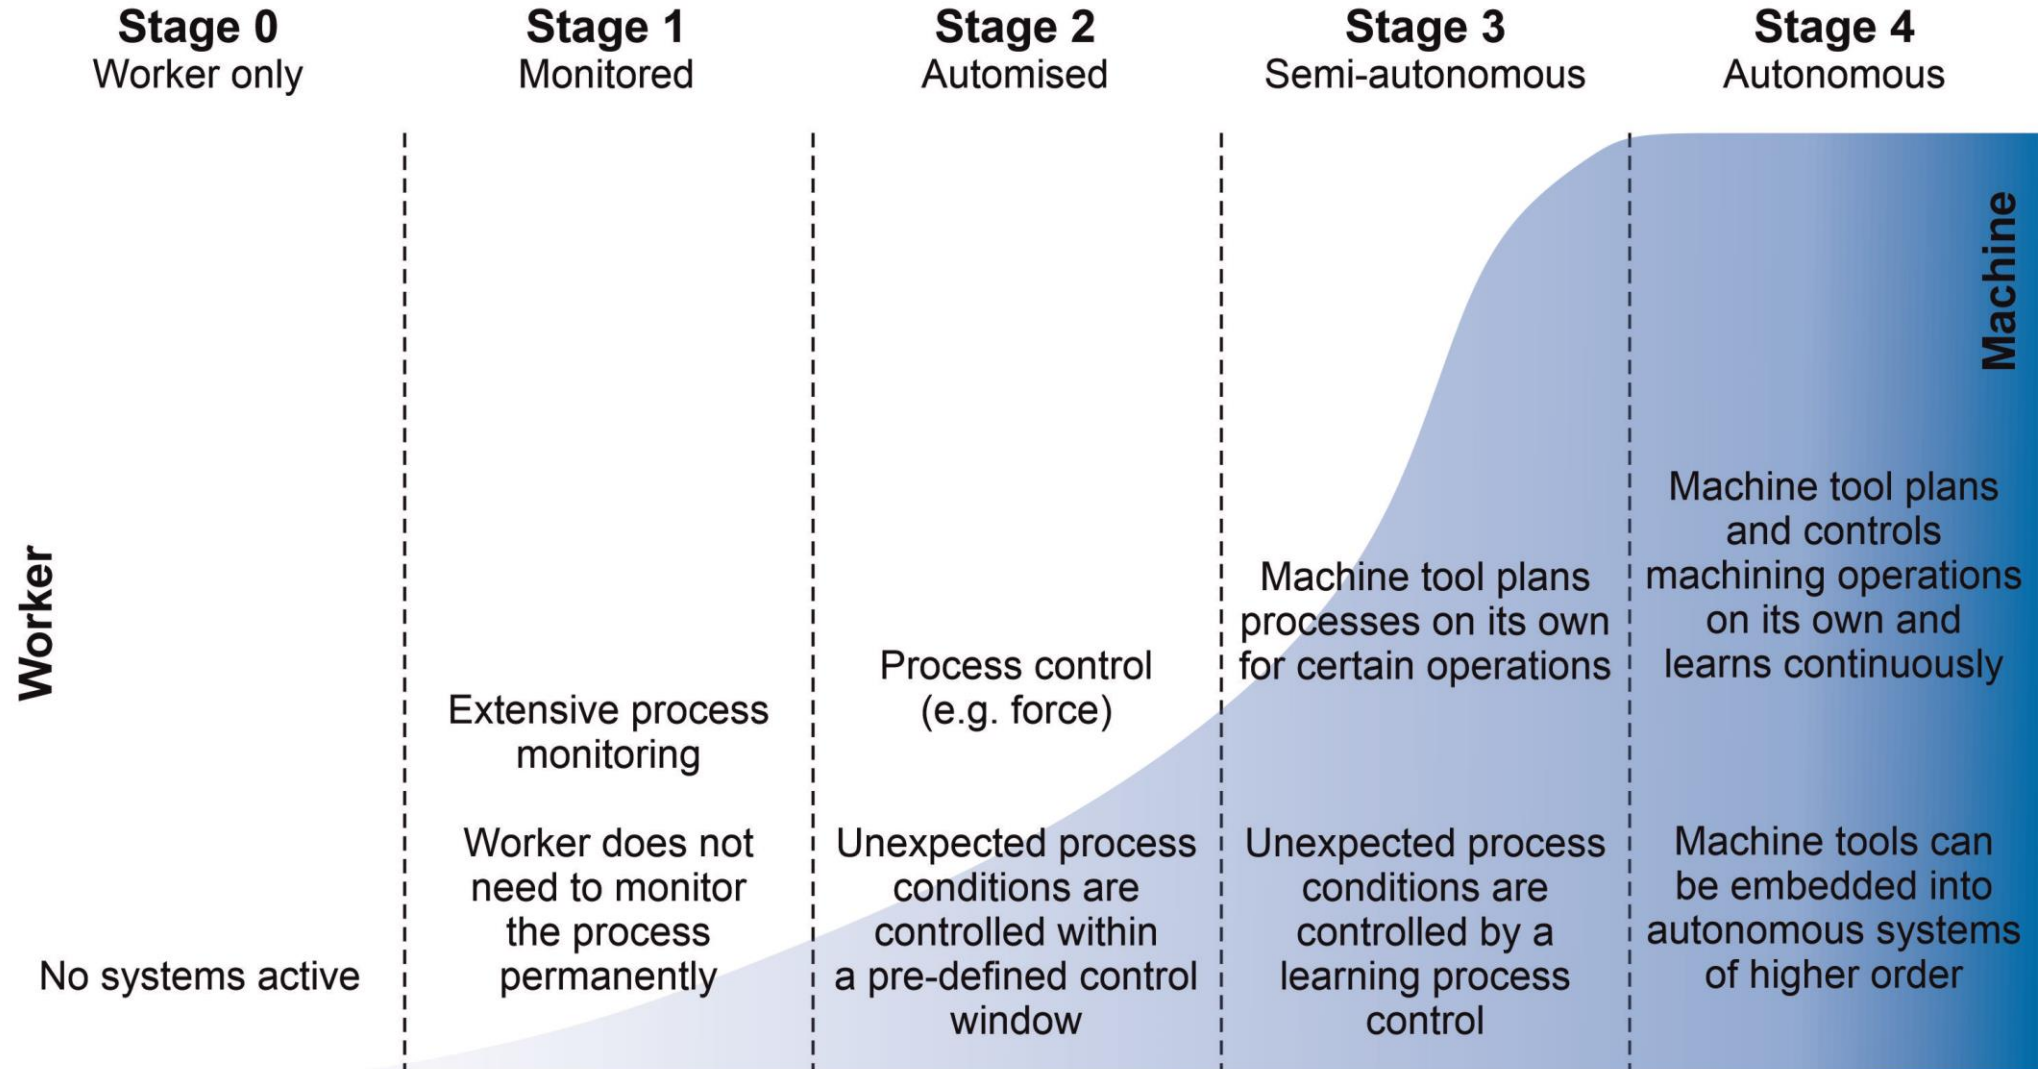 Stage 0
Worker only
Stage 1
Monitored
Stage 2
Automised
Stage 3
Semi-autonomous
Stage 4
Autonomous
Worker
No systems active
Extensive process
monitoring
Worker does not
need to monitor
the process
permanently
Process control
(e.g. force)
Unexpected process
conditions are
controlled within
a pre-defined control
window
Machine tool plans
processes on its own
for certain operations
Unexpected process
conditions are
controlled by a
learning process
control
Machine tool plans
and controls
machining operations
on its own and
learns continuously
Machine tools can
be embedded into
autonomous systems
of higher order
Machine